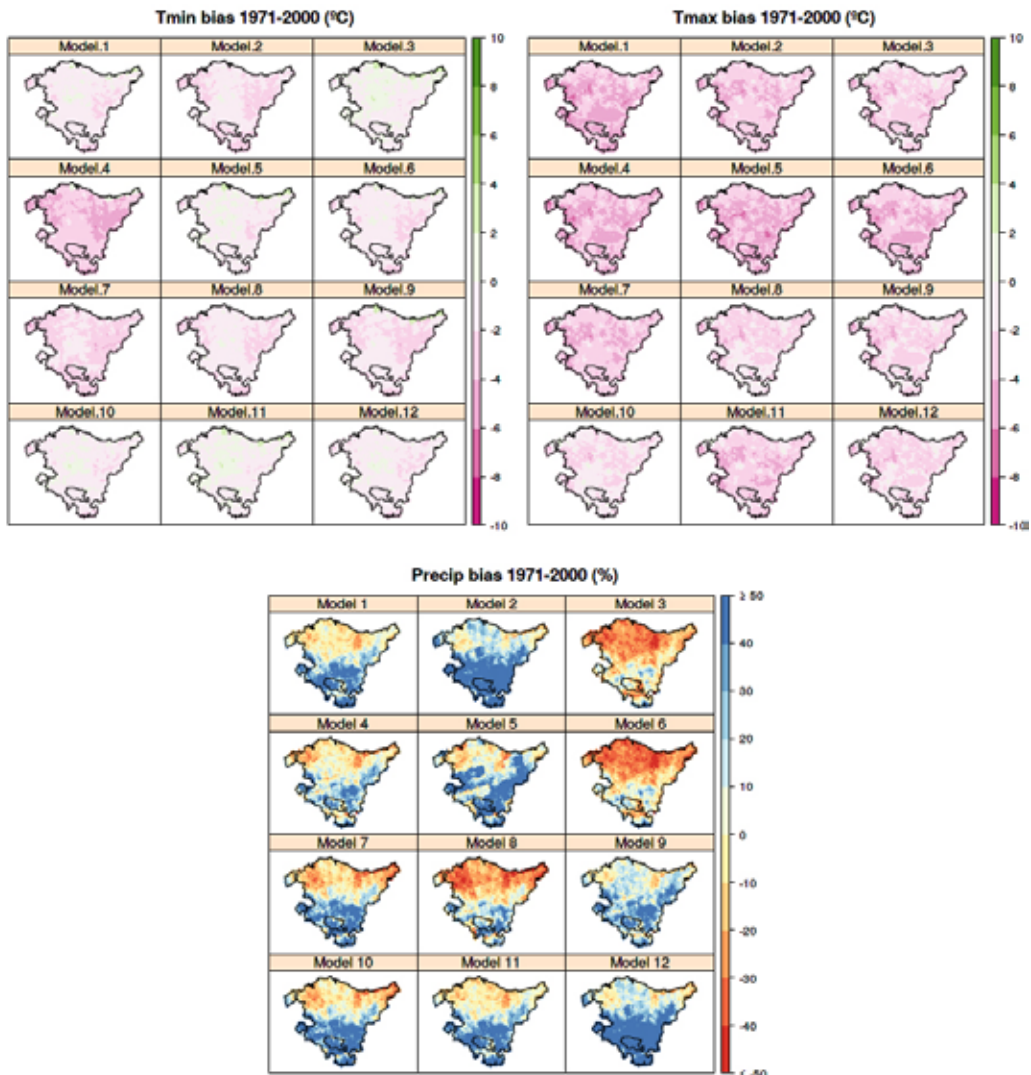 Tmin bias 1971-2000 (ºC)
Model.1 Model.2 Model.3
Model.4 Model.5 Model.6
Model.7 Model.8 Model.9
Model.10 Model.11 Model.12
10
8
6
4
2
0
-2
-4
-6
-8
-10
Tmax bias 1971-2000 (ºC)
Model.1 Model.2 Model.3
Model.4 Model.5 Model.6
Model.7 Model.8 Model.9
Model.10 Model.11 Model.12
10
8
6
4
2
0
-2
-4
-6
-8
-10
Precip bias 1971-2000 (%)
Model 1 Model 2 Model 3
Model 4 Model 5 Model 6
Model 7 Model 8 Model 9
Model 10 Model 11 Model 12
≥ 50
40
30
20
10
0
-10
-20
-30
-40
≤ -50